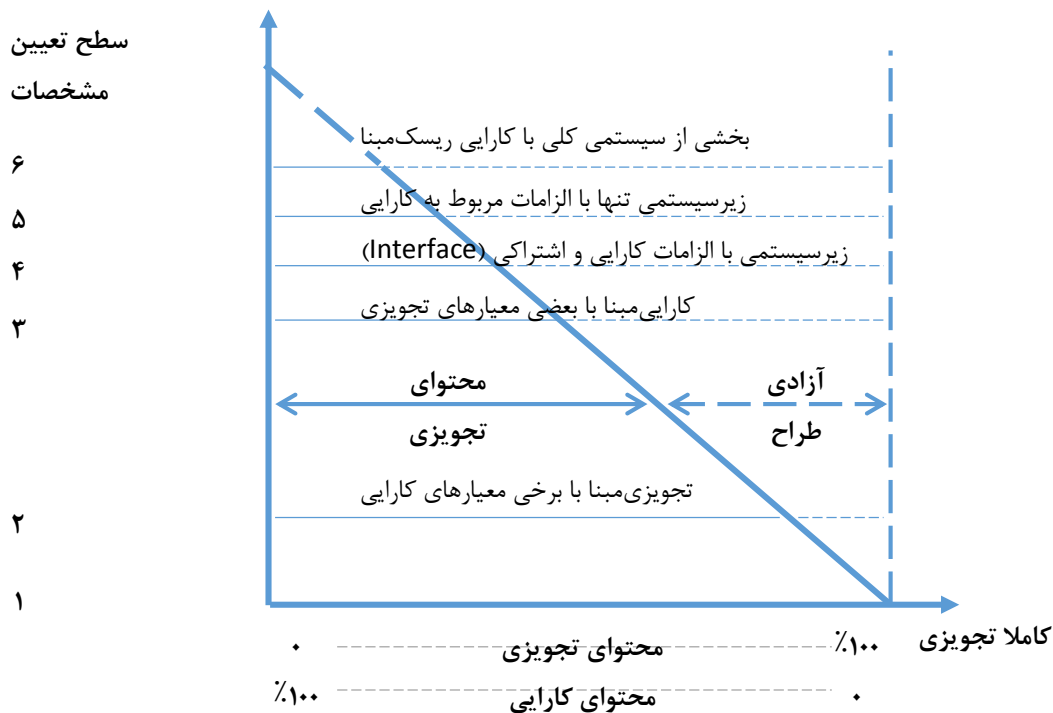 سطح تعیین
مشخصات
بخشی از سیستمی کلی با کارایی ریسک‌مبنا
۶
زیرسیستمی تنها با الزامات مربوط به کارایی
۵
زیرسیستمی با الزامات کارایی و اشتراکی (Interface)
۴
کارایی‌مبنا با بعضی معیارهای تجویزی
۳
محتوای
تجویزی
آزادی
طراح
تجویزی‌مبنا با برخی معیارهای کارایی
۲
۱
کاملا تجویزی
۰ محتوای تجویزی ٪۱۰۰
٪۱۰۰ محتوای کارایی ۰